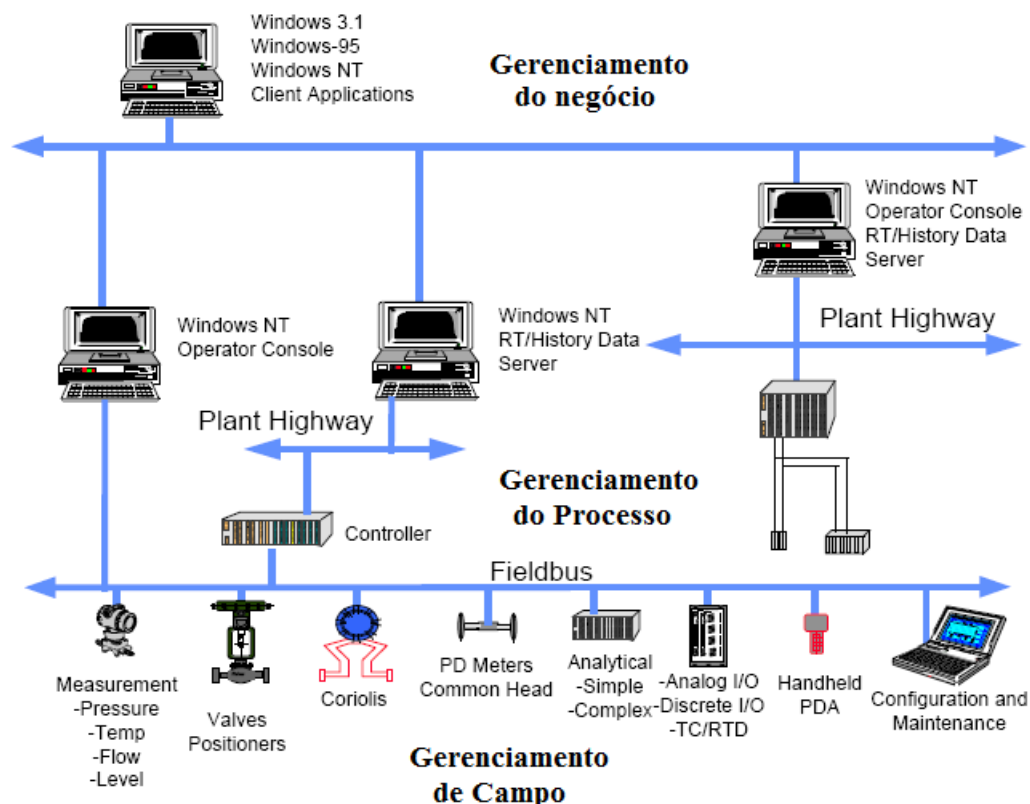 Windows 3.1
Windows-95
Windows NT
Client Applications
Gerenciamento
do negócio
Windows NT
Operator Console
RT/History Data
Server
Windows NT
Operator Console
Windows NT
RT/History Data
Server
Plant Highway
Plant Highway
Gerenciamento
do Processo
Controller
Fieldbus
Measurement
-Pressure
-Temp
-Flow
-Level
Valves
Positioners
Coriolis
PD Meters
Common Head
Analytical
-Simple
-Complex
-Analog I/O
-Discrete I/O
-TC/RTD
Handheld
PDA
Configuration and
Maintenance
Gerenciamento
de Campo